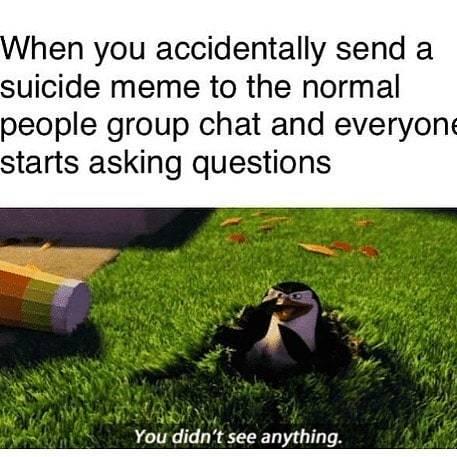 When you accidentally send a
suicide meme to the normal
people group chat and everyone
starts asking questions
You didn't see anything.